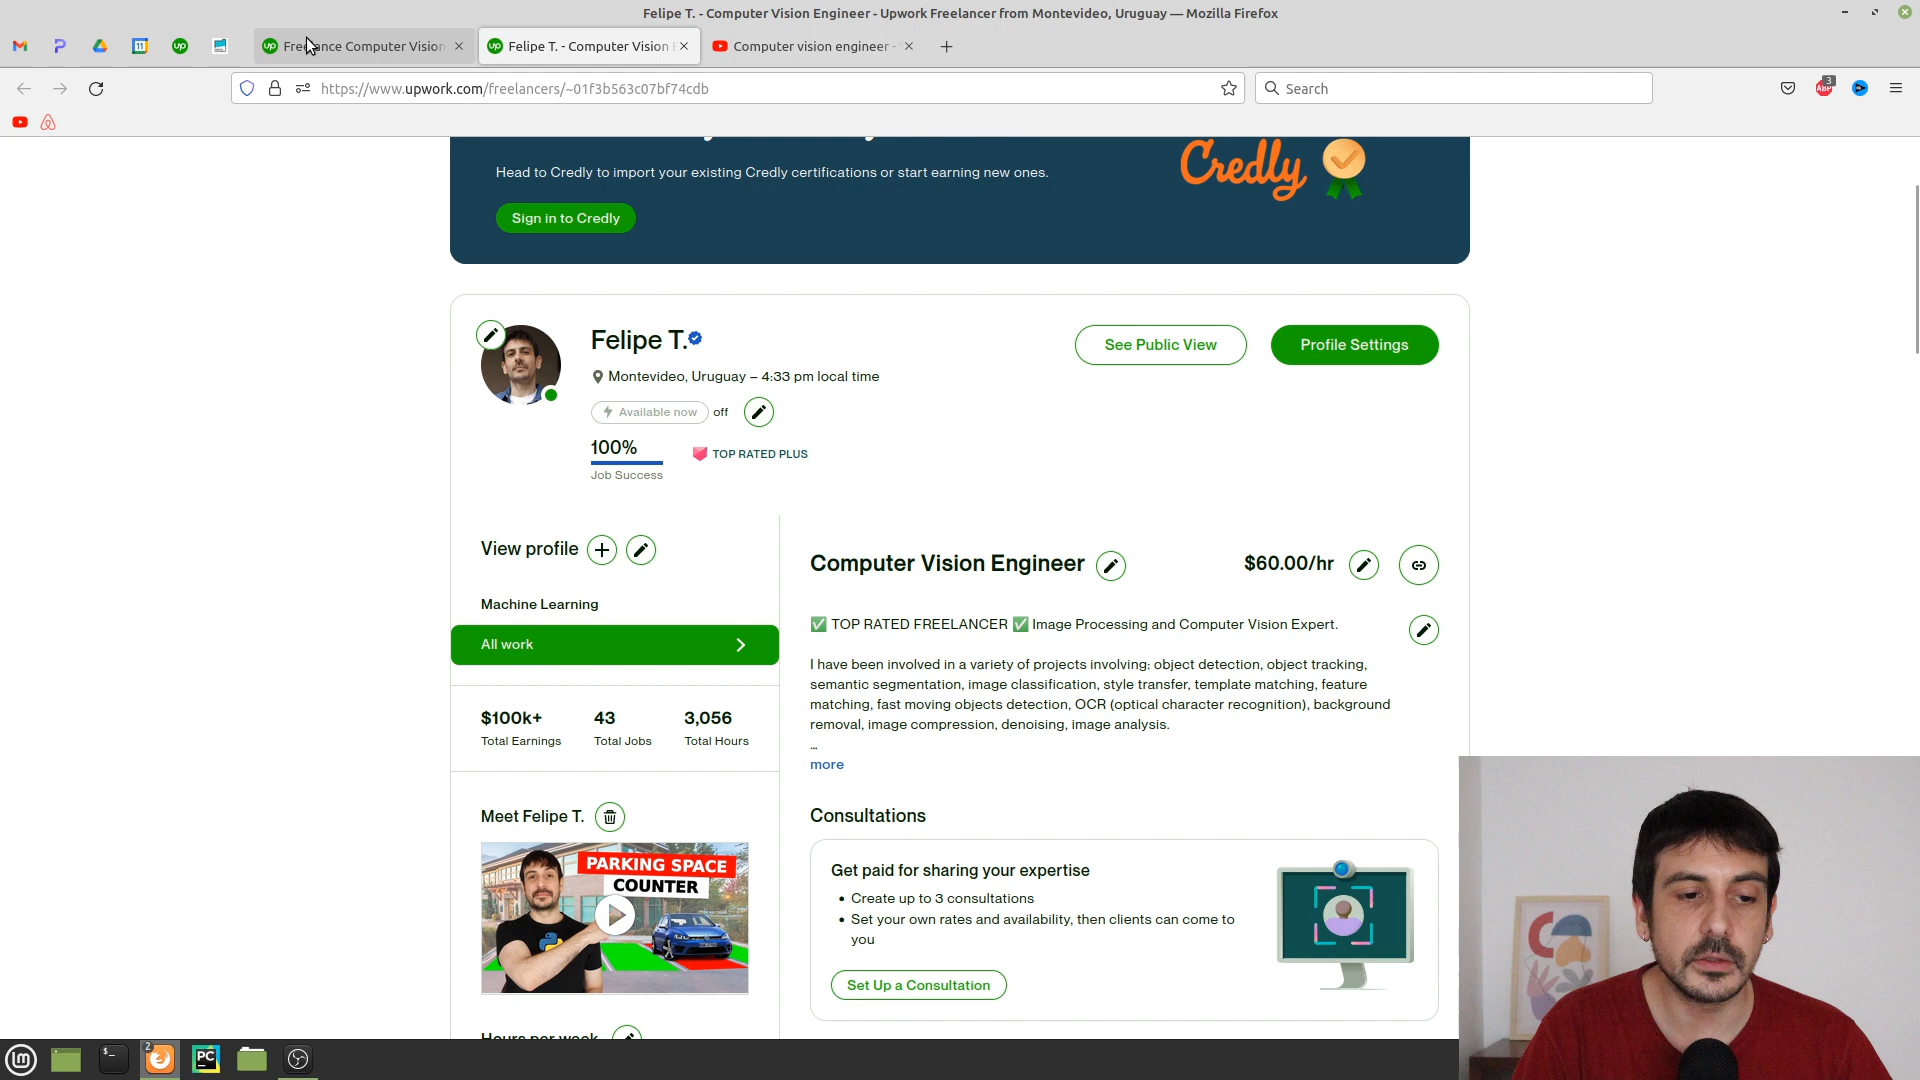 Felipe T. - Computer Vision Engineer - Upwork Freelancer from Montevideo, Uruguay — Mozilla Firefox
Freelance Computer Vision
Felipe T. - Computer Vision E
Computer vision engineer -
https://www.upwork.com/freelancers/~01f3b563c07bf74cdb
Search
3
ABP
Head to Credly to import your existing Credly certifications or start earning new ones.
Credly
Sign in to Credly
Felipe T.
See Public View
Profile Settings
Montevideo, Uruguay – 4:33 pm local time
Available now
off
100%
TOP RATED PLUS
Job Success
View profile
Computer Vision Engineer
$60.00/hr
Machine Learning
✅ TOP RATED FREELANCER ✅ Image Processing and Computer Vision Expert.
All work
I have been involved in a variety of projects involving: object detection, object tracking,
semantic segmentation, image classification, style transfer, template matching, feature
matching, fast moving objects detection, OCR (optical character recognition), background
removal, image compression, denoising, image analysis.
...
more
$100k+
43
3,056
Total Earnings
Total Jobs
Total Hours
Meet Felipe T.
Consultations
PARKING SPACE
COUNTER
Get paid for sharing your expertise
• Create up to 3 consultations
• Set your own rates and availability, then clients can come to
you
Set Up a Consultation
Hours per week
2
PC